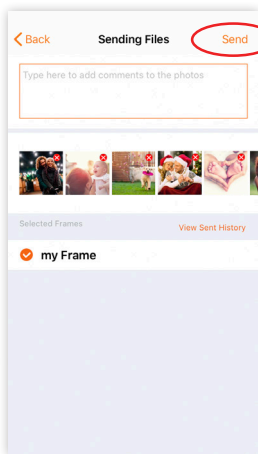 Back Sending Files Send
Type here to add comments to the photos
Selected Frames View Sent History
my Frame